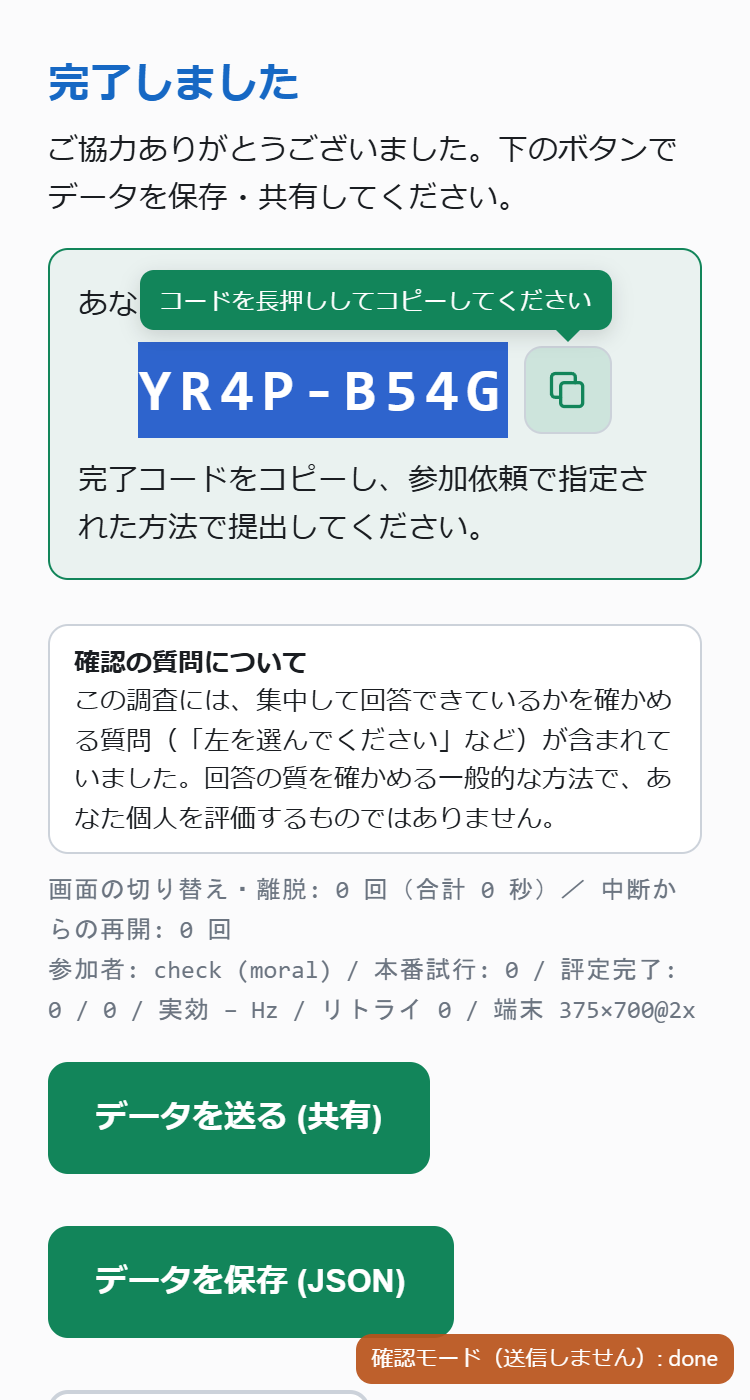 完了しました
ご協力ありがとうございました。下のボタンで
データを保存・共有してください。
あな
コードを長押ししてコピーしてください
YR4P-B54G
完了コードをコピーし、参加依頼で指定さ
れた方法で提出してください。
確認の質問について
この調査には、集中して回答できているかを確かめ
る質問（「左を選んでください」など）が含まれて
いました。回答の質を確かめる一般的な方法で、あ
なた個人を評価するものではありません。
画面の切り替え・離脱: 0 回（合計 0 秒）／ 中断か
らの再開: 0 回
参加者: check (moral) / 本番試行: 0 / 評定完了:
0 / 0 / 実効 – Hz / リトライ 0 / 端末 375×700@2x
データを送る (共有)
データを保存 (JSON)
確認モード（送信しません）: done